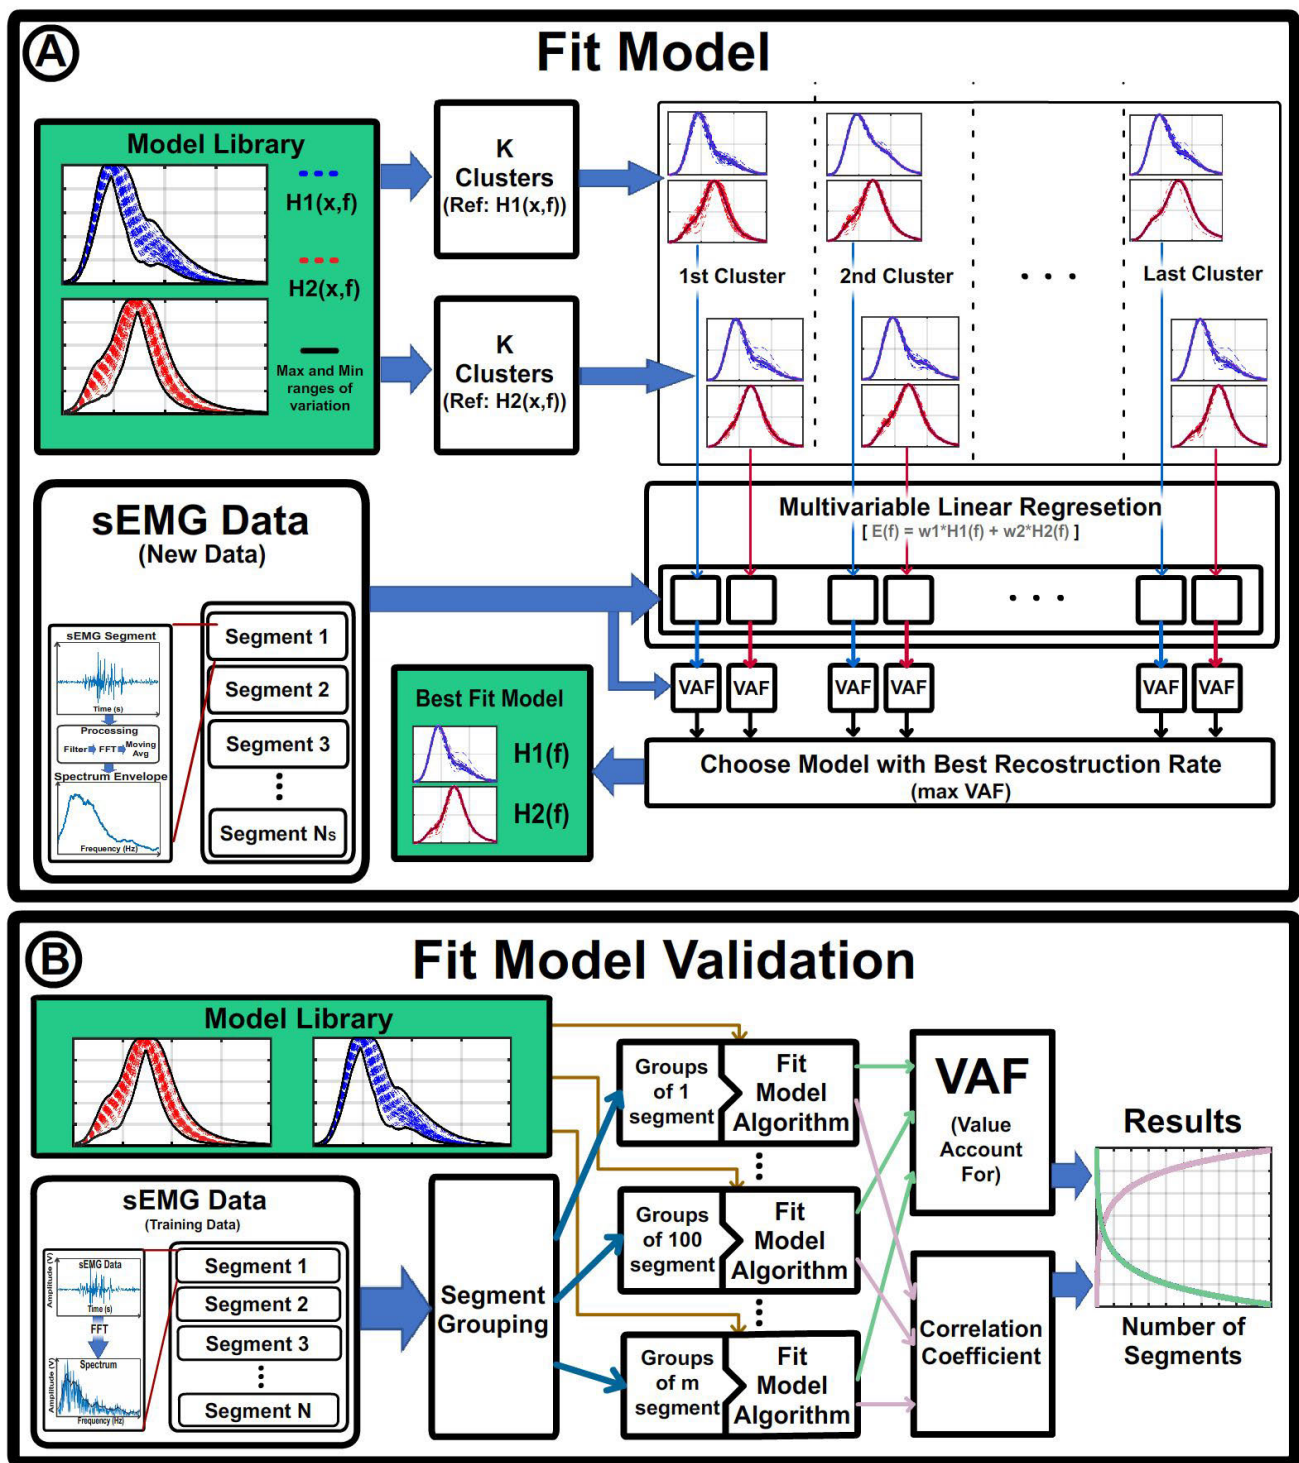 A
Fit Model
Model Library
H1(x,f)
H2(x,f)
Max and Min
ranges of
variation
K
Clusters
(Ref: H1(x,f))
K
Clusters
(Ref: H2(x,f))
1st Cluster
2nd Cluster
. . .
Last Cluster
sEMG Data
(New Data)
sEMG Segment
Time (s)
Processing
Filter
FFT
Moving
Avg
Spectrum Envelope
Frequency (Hz)
Segment 1
Segment 2
Segment 3
Segment Ns
Multivariable Linear Regresetion
[ E(f) = w1*H1(f) + w2*H2(f) ]
. . .
VAF
VAF
VAF
VAF
VAF
VAF
Choose Model with Best Recostruction Rate
(max VAF)
Best Fit Model
H1(f)
H2(f)
B
Fit Model Validation
Model Library
sEMG Data
(Training Data)
Amplitude (V)
sEMG Data
Time (s)
FFT
Amplitude (V)
Spectrum
Frequency (Hz)
Segment 1
Segment 2
Segment 3
Segment N
Segment
Grouping
Groups
of 1
segment
Fit
Model
Algorithm
Groups
of 100
segment
Fit
Model
Algorithm
Groups
of m
segment
Fit
Model
Algorithm
VAF
(Value
Account
For)
Correlation
Coefficient
Results
Number of
Segments